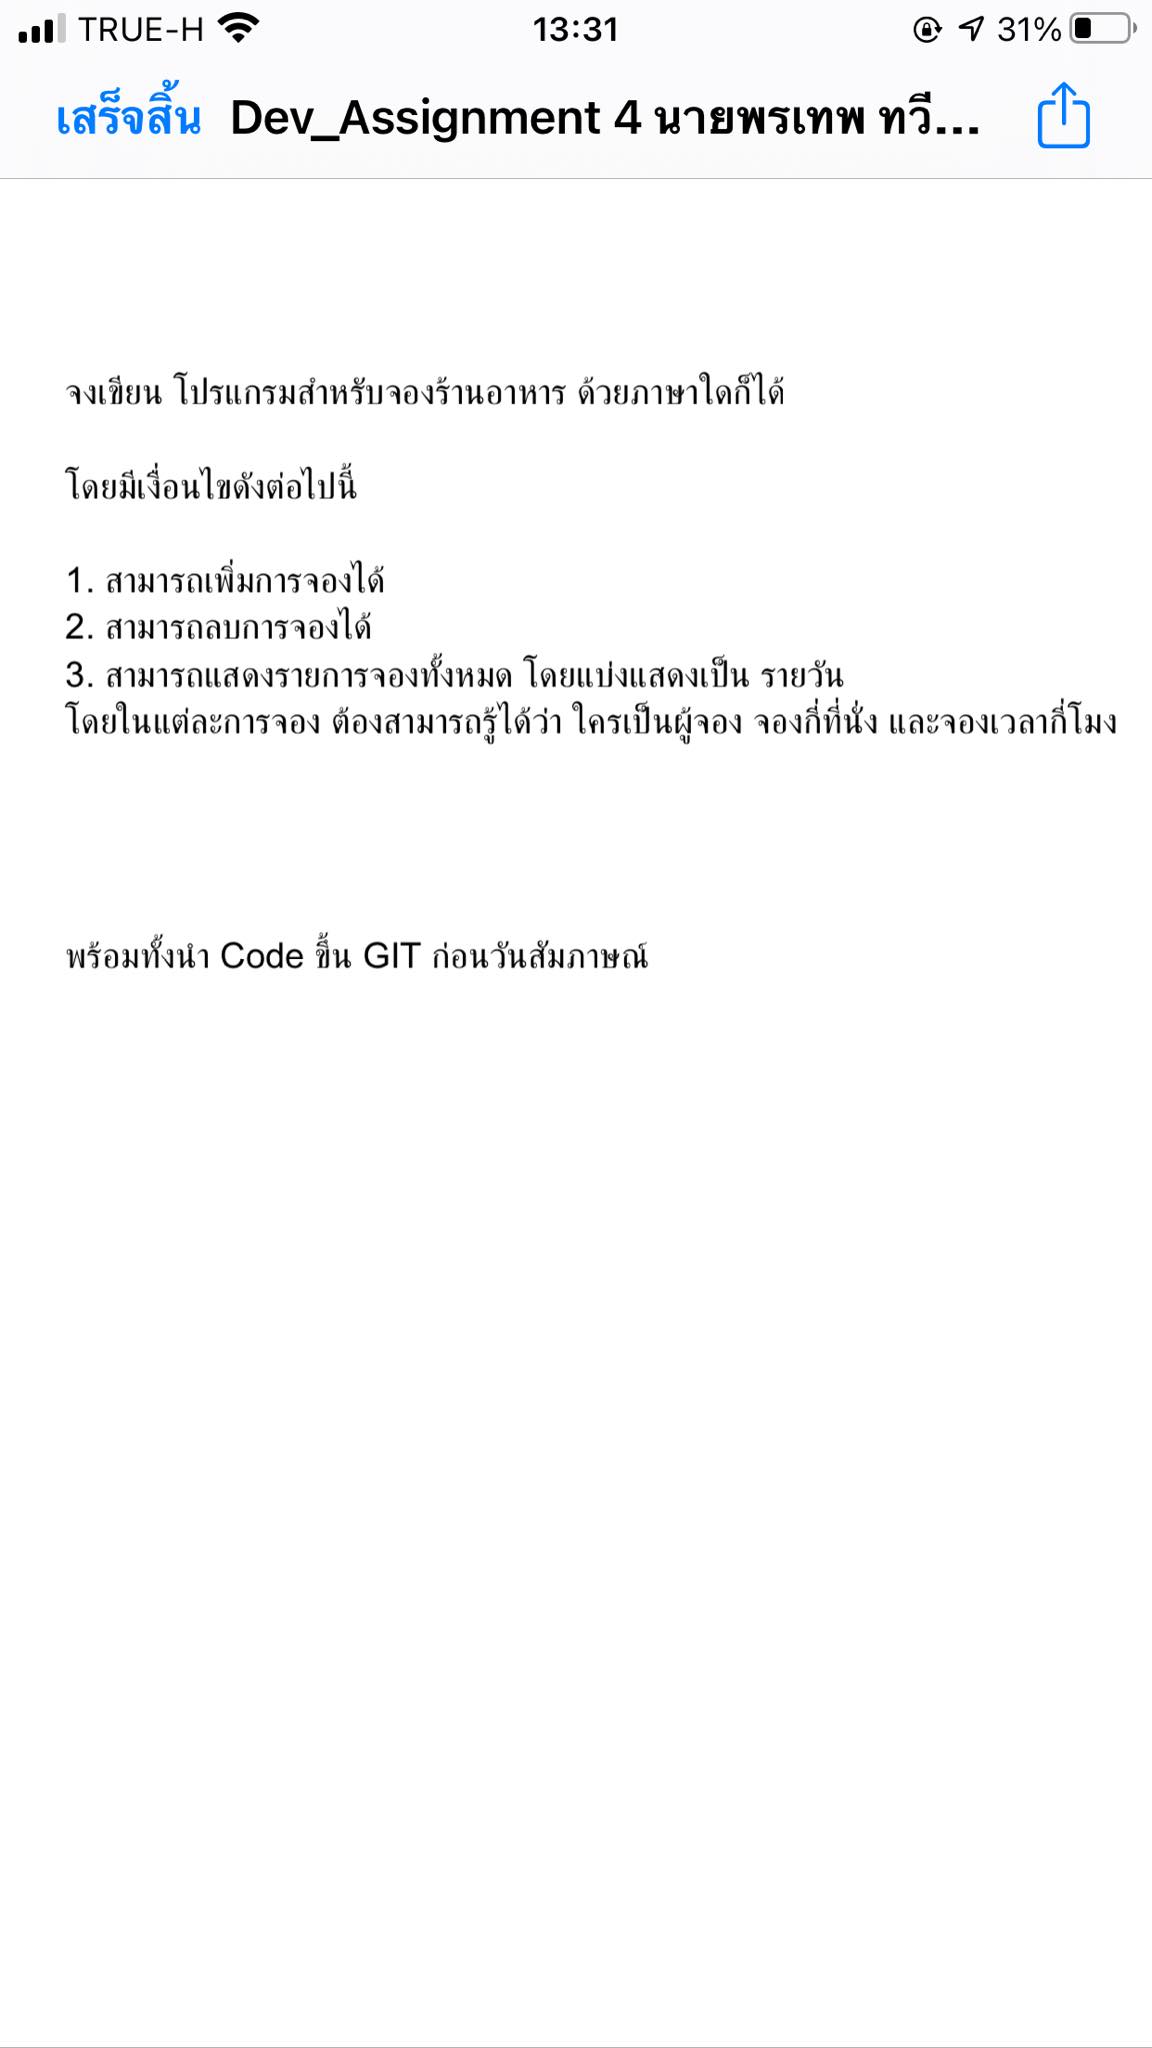 TRUE-H 13:31 31%
เสร็จสิ้น Dev_Assignment 4 นายพรเทพ ทวี...
จงเขียน โปรแกรมสำหรับจองร้านอาหาร ด้วยภาษาใดก็ได้
โดยมีเงื่อนไขดังต่อไปนี้
1. สามารถเพิ่มการจองได้
2. สามารถลบการจองได้
3. สามารถแสดงรายการจองทั้งหมด โดยแบ่งแสดงเป็น รายวัน
โดยในแต่ละการจอง ต้องสามารถรู้ได้ว่า ใครเป็นผู้จอง จองกี่ที่นั่ง และจองเวลากี่โมง
พร้อมทั้งนำ Code ขึ้น GIT ก่อนวันสัมภาษณ์